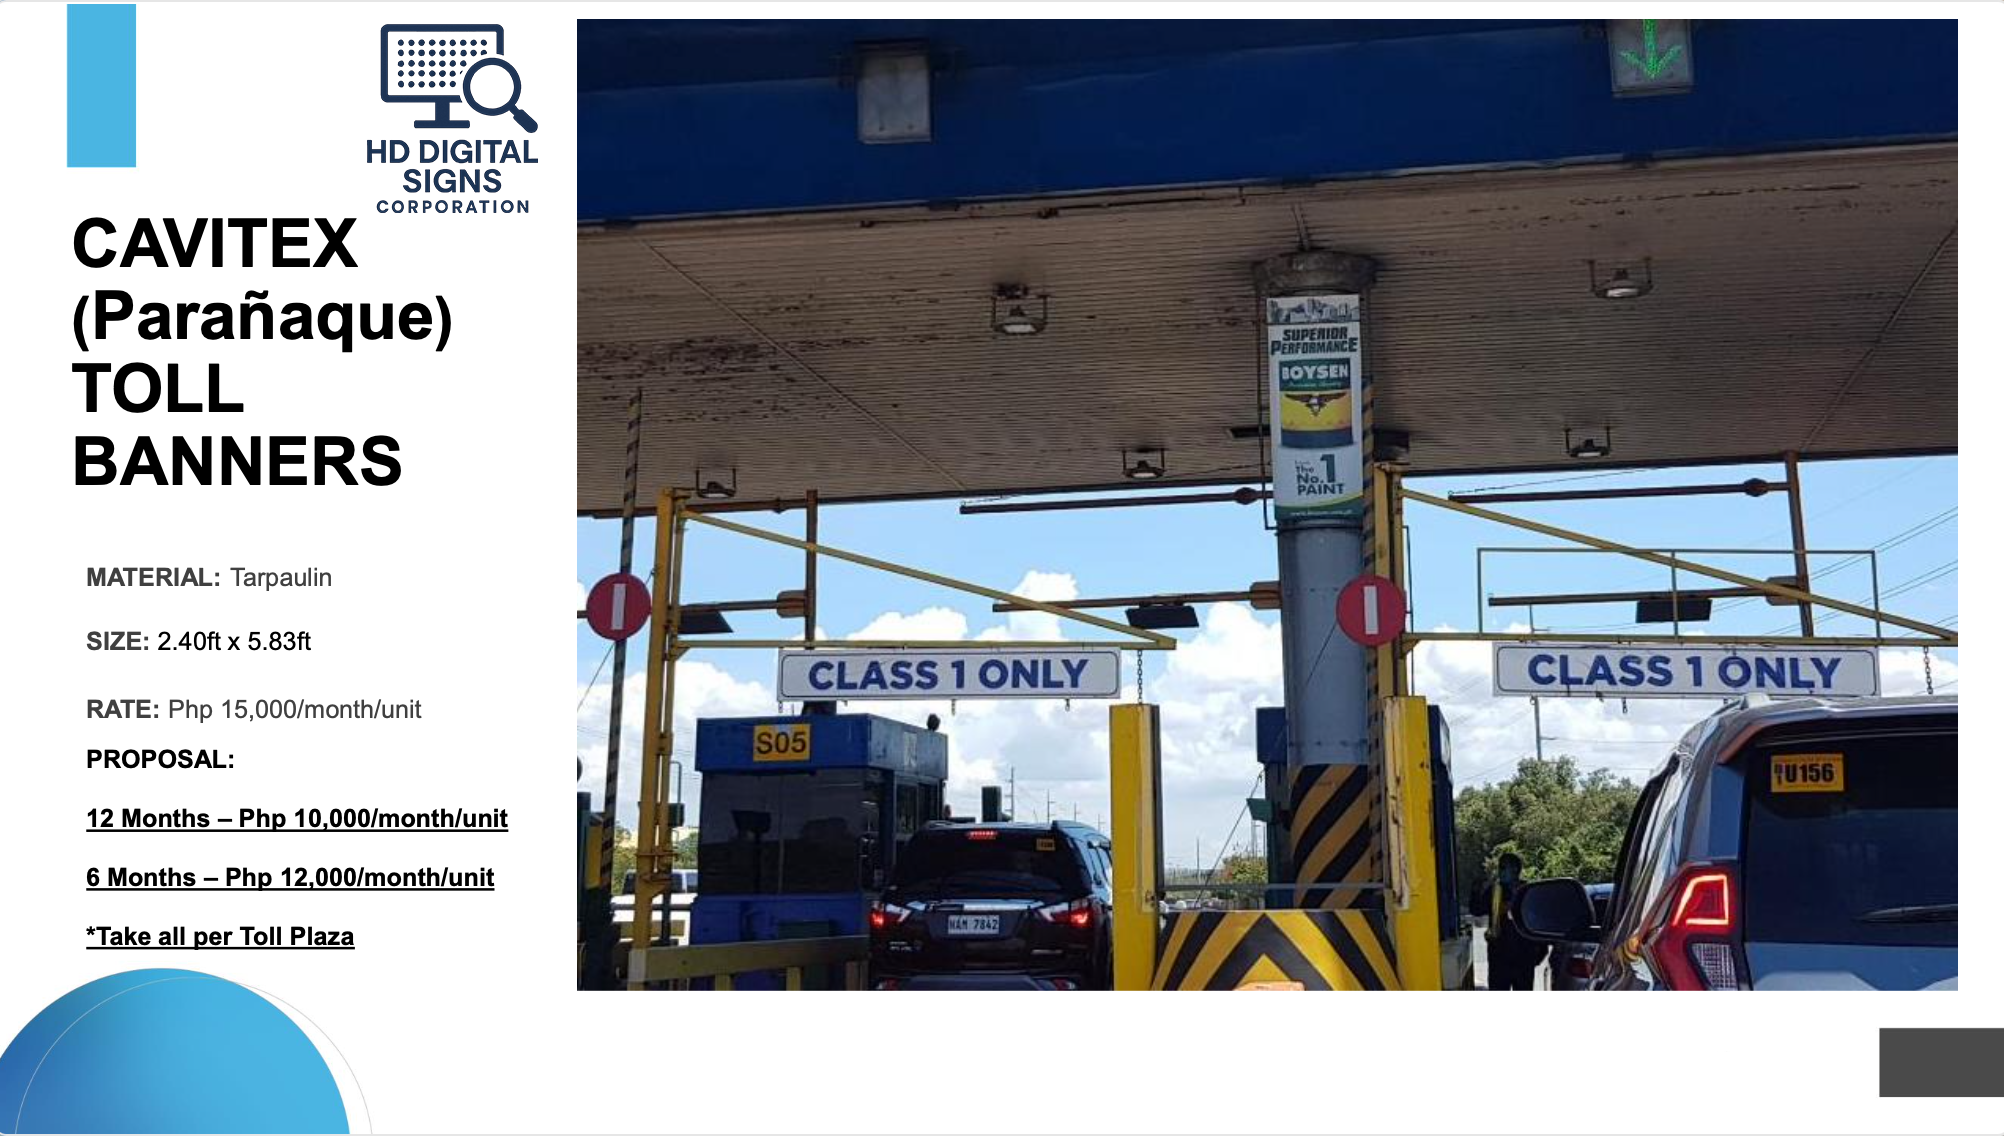 HD DIGITAL
SIGNS
CORPORATION
CAVITEX
(Parañaque)
TOLL
BANNERS
MATERIAL: Tarpaulin
SIZE: 2.40ft x 5.83ft
RATE: Php 15,000/month/unit
PROPOSAL:
12 Months – Php 10,000/month/unit
6 Months – Php 12,000/month/unit
*Take all per Toll Plaza
SUPERIOR
PERFORMANCE
BOYSEN
The
No.1
PAINT
CLASS 1 ONLY
CLASS 1 ONLY
S05
U156
NAM 7842